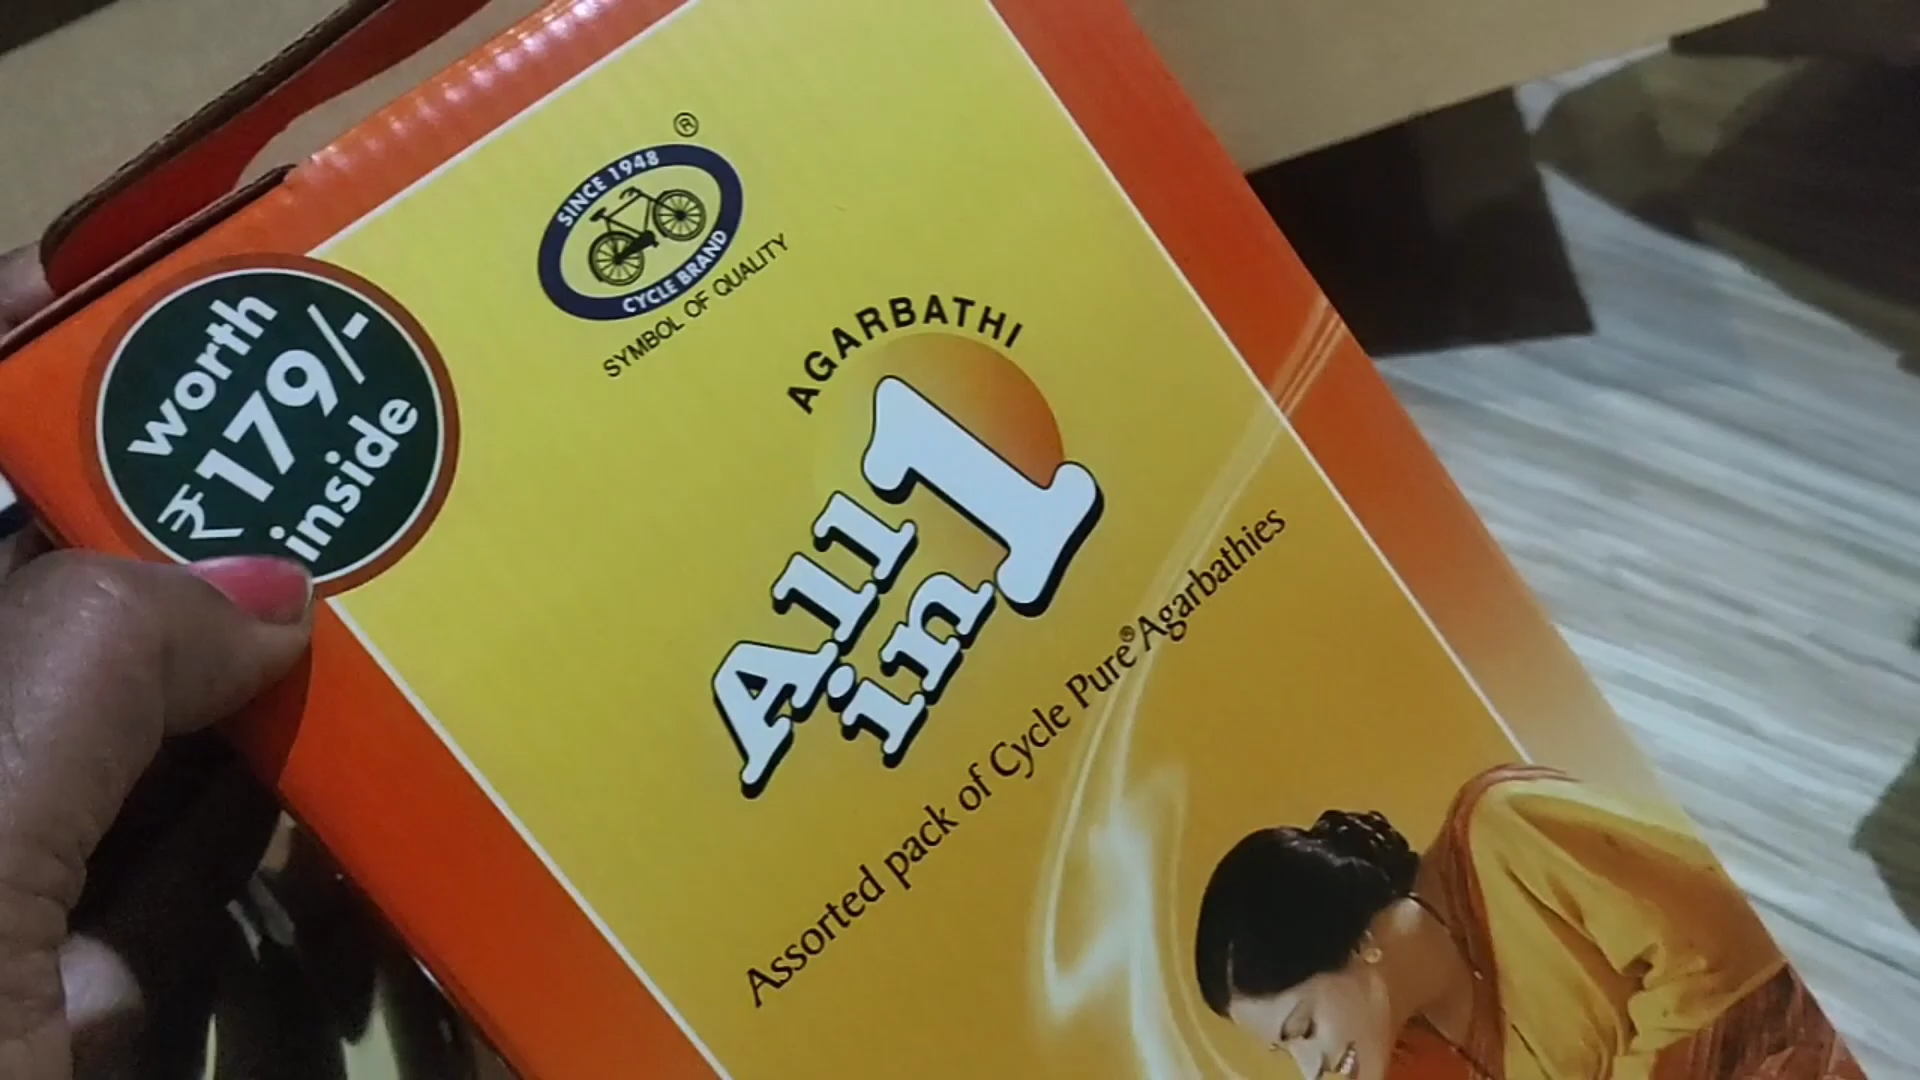 ®
SINCE 1948
CYCLE BRAND
SYMBOL OF QUALITY
worth
₹179/-
inside
AGARBATHI
All
in 1
Assorted pack of Cycle Pure® Agarbathies